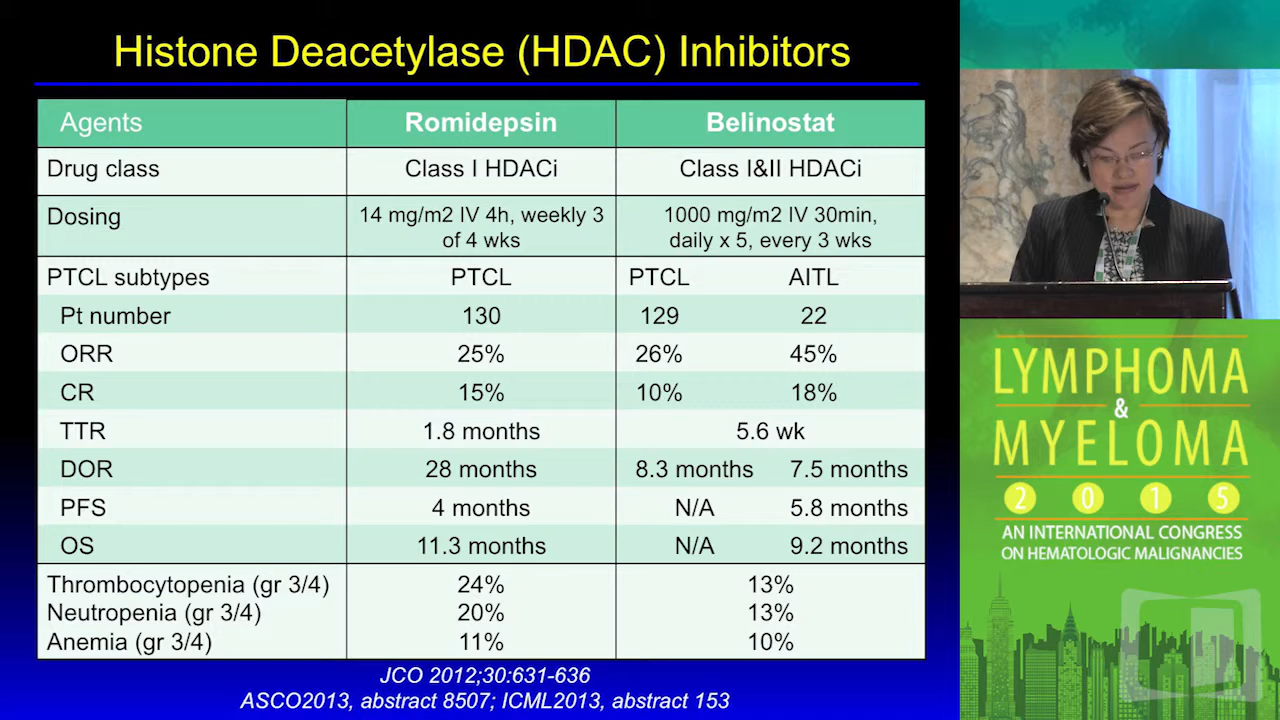 Histone Deacetylase (HDAC) Inhibitors
Agents Romidepsin Belinostat
Drug class Class I HDACi Class I&II HDACi
Dosing 14 mg/m2 IV 4h, weekly 3 1000 mg/m2 IV 30min,
of 4 wks daily x 5, every 3 wks
PTCL subtypes PTCL PTCL AITL
Pt number 130 129 22
ORR 25% 26% 45%
CR 15% 10% 18%
TTR 1.8 months 5.6 wk
DOR 28 months 8.3 months 7.5 months
PFS 4 months N/A 5.8 months
OS 11.3 months N/A 9.2 months
Thrombocytopenia (gr 3/4) 24% 13%
Neutropenia (gr 3/4) 20% 13%
Anemia (gr 3/4) 11% 10%
JCO 2012;30:631-636
ASCO2013, abstract 8507; ICML2013, abstract 153
LYMPHOMA
&
MYELOMA
2 0 1 5
AN INTERNATIONAL CONGRESS
ON HEMATOLOGIC MALIGNANCIES